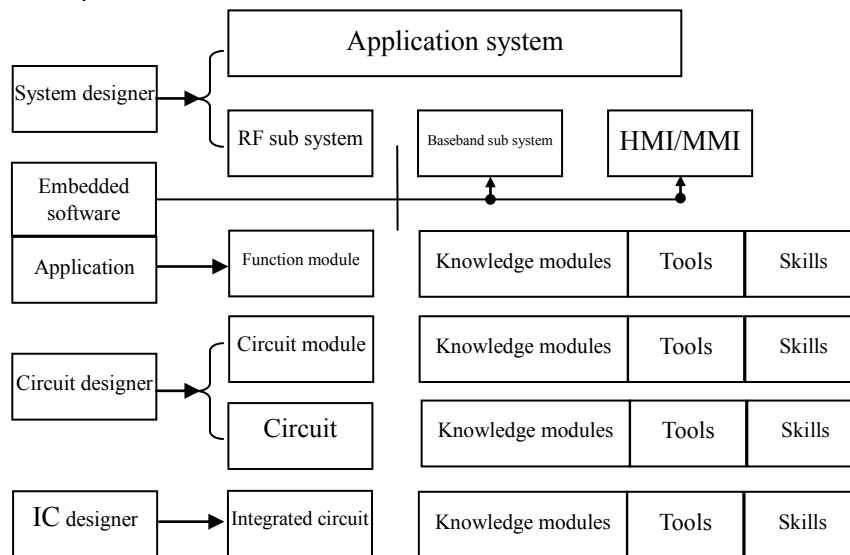 Application system
System designer
RF sub system
Baseband sub system
HMI/MMI
Embedded
software
Application
Function module
Knowledge modules
Tools
Skills
Circuit designer
Circuit module
Knowledge modules
Tools
Skills
Circuit
Knowledge modules
Tools
Skills
IC designer
Integrated circuit
Knowledge modules
Tools
Skills